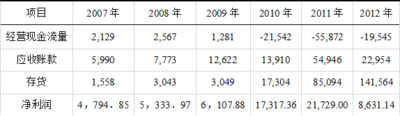 项目 2007 年 2008 年 2009 年 2010 年 2011 年 2012 年
经营现金流量 2,129 2,567 1,281 -21,542 -55,872 -19,545
应收账款 5,990 7,773 12,622 13,910 54,946 22,954
存货 1,558 3,043 3,049 17,304 85,094 141,564
净利润 4，794．85 5，333．97 6，107.88 17,317.36 21,729.00 8,631.14